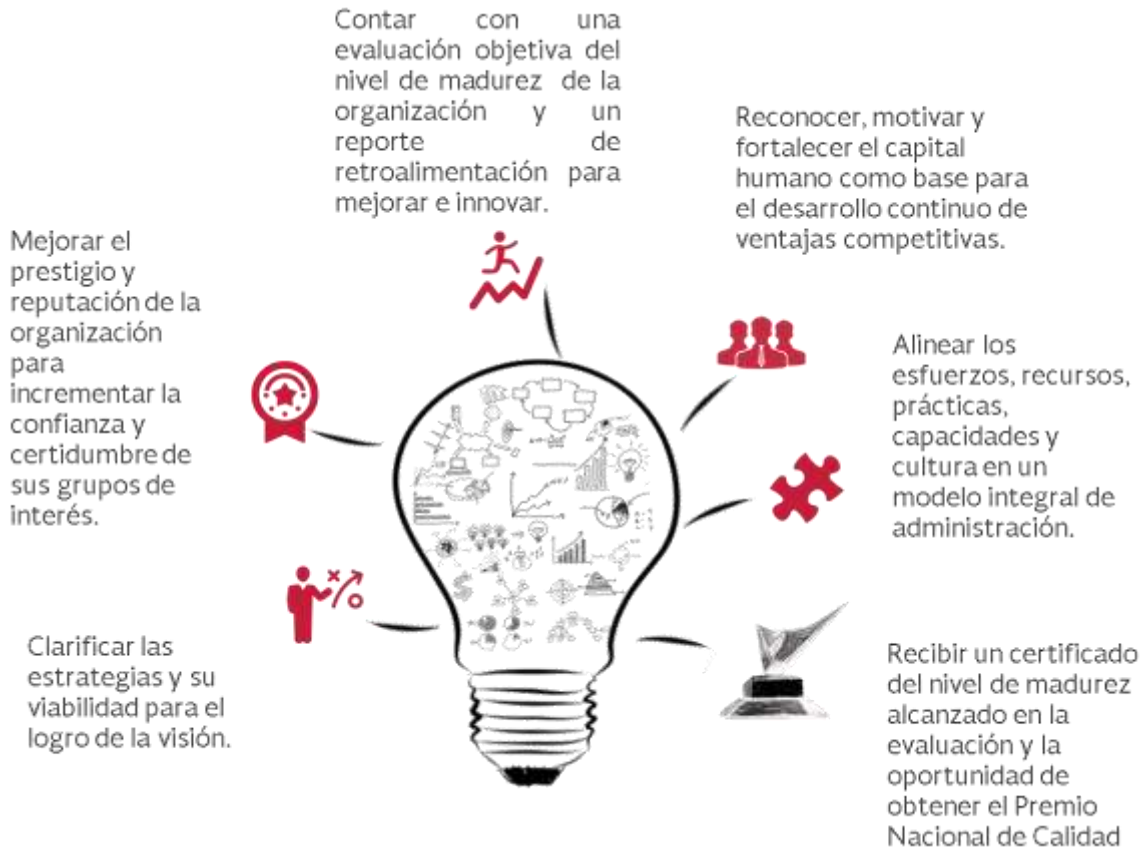 Contar con una
evaluación objetiva del
nivel de madurez de la
organización y un
reporte de
retroalimentación para
mejorar e innovar.
Reconocer, motivar y
fortalecer el capital
humano como base para
el desarrollo continuo de
ventajas competitivas.
Mejorar el
prestigio y
reputación de la
organización
para
incrementar la
confianza y
certidumbre de
sus grupos de
interés.
Alinear los
esfuerzos, recursos,
prácticas,
capacidades y
cultura en un
modelo integral de
administración.
Clarificar las
estrategias y su
viabilidad para el
logro de la visión.
Recibir un certificado
del nivel de madurez
alcanzado en la
evaluación y la
oportunidad de
obtener el Premio
Nacional de Calidad